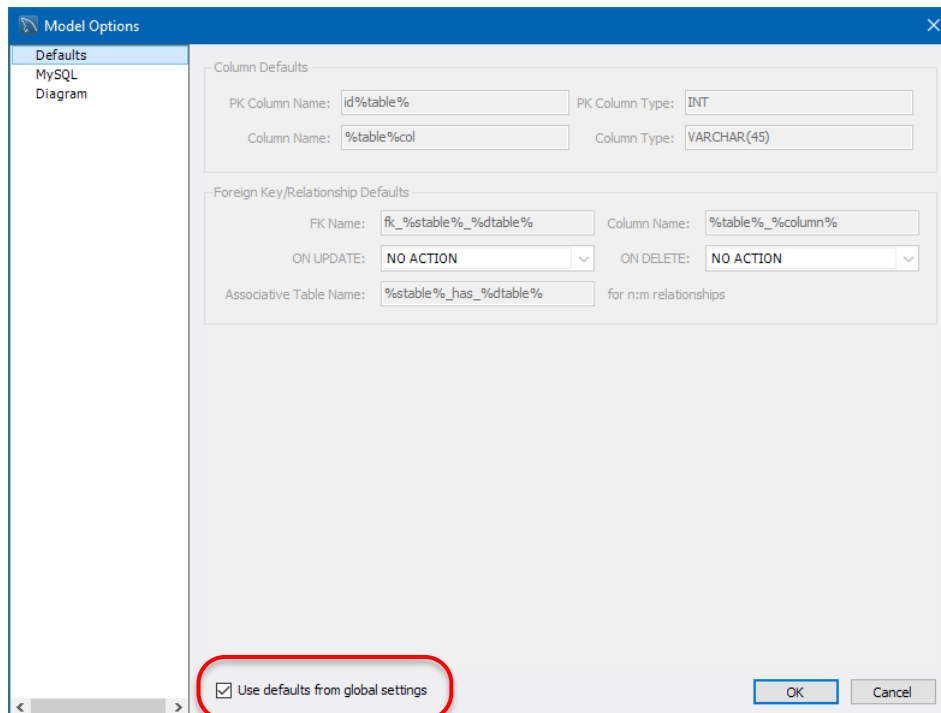 Model Options
Defaults
MySQL
Diagram
Column Defaults
PK Column Name: id%table% PK Column Type: INT
Column Name: %table%col Column Type: VARCHAR(45)
Foreign Key/Relationship Defaults
FK Name: fk_%stable%_%dtable% Column Name: %table%_%column%
ON UPDATE: NO ACTION ON DELETE: NO ACTION
Associative Table Name: %stable%_has_%dtable% for n:m relationships
Use defaults from global settings OK Cancel